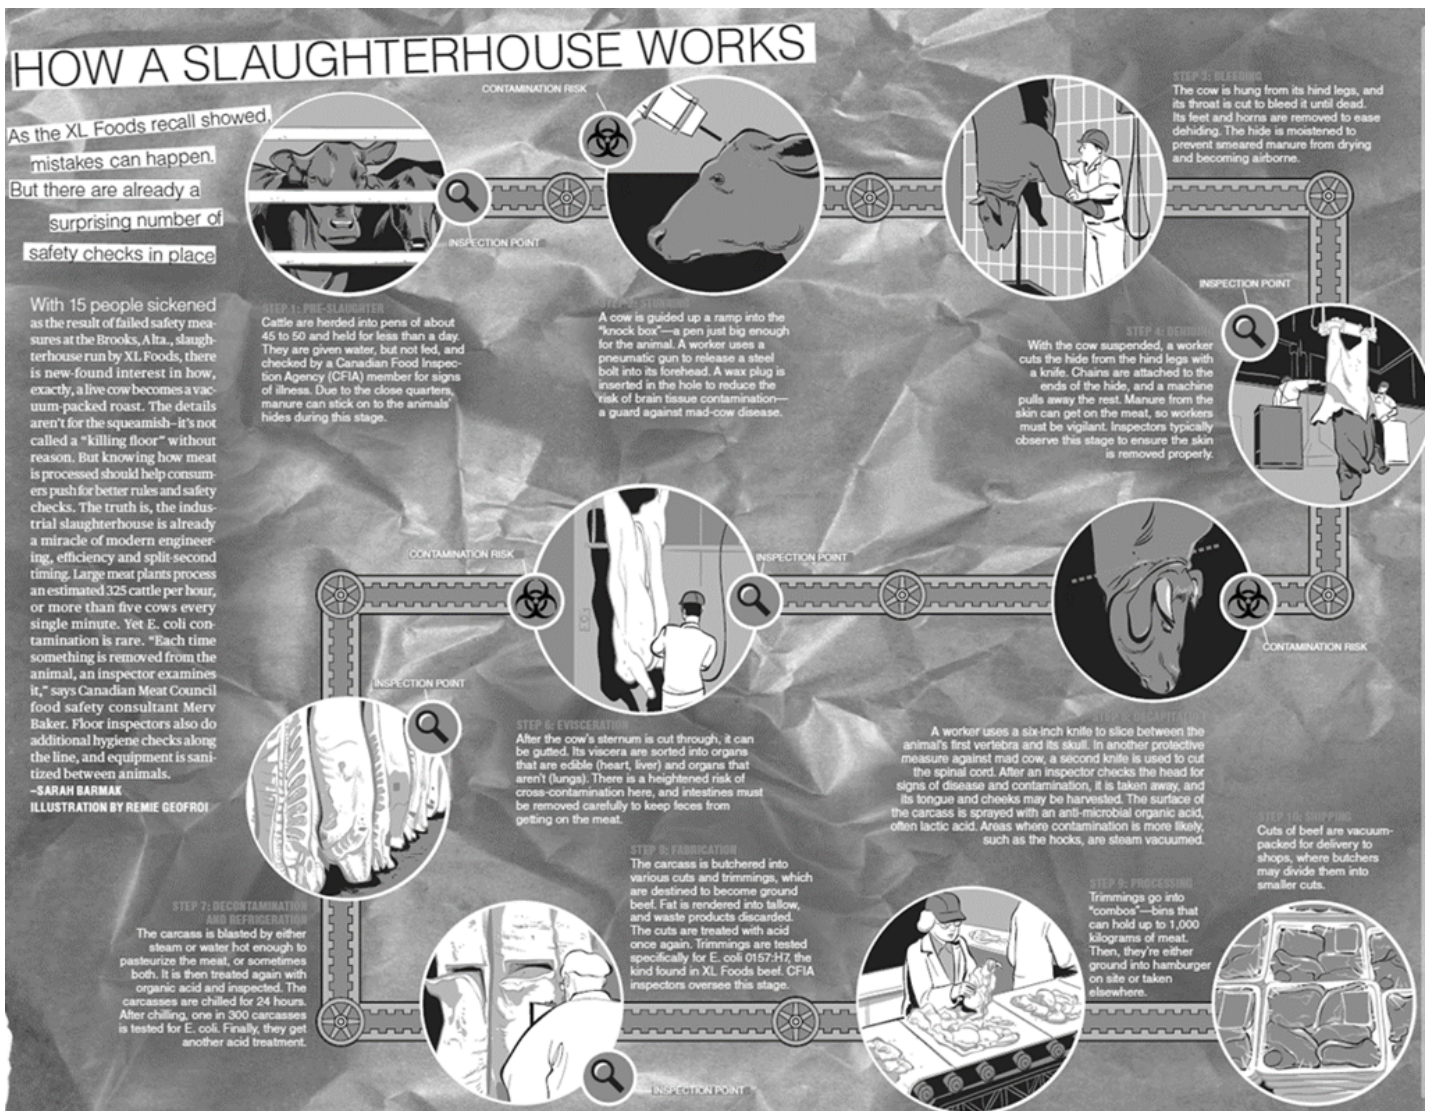 HOW A SLAUGHTERHOUSE WORKS
As the XL Foods recall showed,
mistakes can happen.
But there are already a
surprising number of
safety checks in place
With 15 people sickened
as the result of failed safety mea-
sures at the Brooks, Alta., slaugh-
terhouse run by XL Foods, there
is new-found interest in how,
exactly, a live cow becomes a vac-
uum-packed roast. The details
aren't for the squeamish–it's not
called a "killing floor" without
reason. But knowing how meat
is processed should help consum-
ers push for better rules and safety
checks. The truth is, the indus-
trial slaughterhouse is already
a miracle of modern engineer-
ing, efficiency and split-second
timing. Large meat plants process
an estimated 325 cattle per hour,
or more than five cows every
single minute. Yet E. coli con-
tamination is rare. "Each time
something is removed from the
animal, an inspector examines
it," says Canadian Meat Council
food safety consultant Merv
Baker. Floor inspectors also do
additional hygiene checks along
the line, and equipment is sani-
tized between animals.
–SARAH BARMAK
ILLUSTRATION BY REMIE GEOFROI
INSPECTION POINT
STEP 1: PRE-SLAUGHTER
Cattle are herded into pens of about
45 to 50 and held for less than a day.
They are given water, but not fed, and
checked by a Canadian Food Inspec-
tion Agency (CFIA) member for signs
of illness. Due to the close quarters,
manure can stick on to the animals'
hides during this stage.
CONTAMINATION RISK
STEP 2: STUNNING
A cow is guided up a ramp into the
"knock box"—a pen just big enough
for the animal. A worker uses a
pneumatic gun to release a steel
bolt into its forehead. A wax plug is
inserted in the hole to reduce the
risk of brain tissue contamination—
a guard against mad-cow disease.
STEP 3: BLEEDING
The cow is hung from its hind legs, and
its throat is cut to bleed it until dead.
Its feet and horns are removed to ease
dehiding. The hide is moistened to
prevent smeared manure from drying
and becoming airborne.
INSPECTION POINT
STEP 4: DEHIDING
With the cow suspended, a worker
cuts the hide from the hind legs with
a knife. Chains are attached to the
ends of the hide, and a machine
pulls away the rest. Manure from the
skin can get on the meat, so workers
must be vigilant. Inspectors typically
observe this stage to ensure the skin
is removed properly.
CONTAMINATION RISK
STEP 5: DECAPITATION
A worker uses a six-inch knife to slice between the
animal's first vertebra and its skull. In another protective
measure against mad cow, a second knife is used to cut
the spinal cord. After an inspector checks the head for
signs of disease and contamination, it is taken away, and
its tongue and cheeks may be harvested. The surface of
the carcass is sprayed with an anti-microbial organic acid,
often lactic acid. Areas where contamination is more likely,
such as the hocks, are steam vacuumed.
CONTAMINATION RISK
INSPECTION POINT
STEP 6: EVISCERATION
After the cow's sternum is cut through, it can
be gutted. Its viscera are sorted into organs
that are edible (heart, liver) and organs that
aren't (lungs). There is a heightened risk of
cross-contamination here, and intestines must
be removed carefully to keep feces from
getting on the meat.
INSPECTION POINT
STEP 7: DECONTAMINATION
AND REFRIGERATION
The carcass is blasted by either
steam or water hot enough to
pasteurize the meat, or sometimes
both. It is then treated again with
organic acid and inspected. The
carcasses are chilled for 24 hours.
After chilling, one in 300 carcasses
is tested for E. coli. Finally, they get
another acid treatment.
STEP 8: FABRICATION
The carcass is butchered into
various cuts and trimmings, which
are destined to become ground
beef. Fat is rendered into tallow,
and waste products discarded.
The cuts are treated with acid
once again. Trimmings are tested
specifically for E. coli 0157:H7, the
kind found in XL Foods beef. CFIA
inspectors oversee this stage.
INSPECTION POINT
STEP 9: PROCESSING
Trimmings go into
"combos"—bins that
can hold up to 1,000
kilograms of meat.
Then, they're either
ground into hamburger
on site or taken
elsewhere.
STEP 10: SHIPPING
Cuts of beef are vacuum-
packed for delivery to
shops, where butchers
may divide them into
smaller cuts.